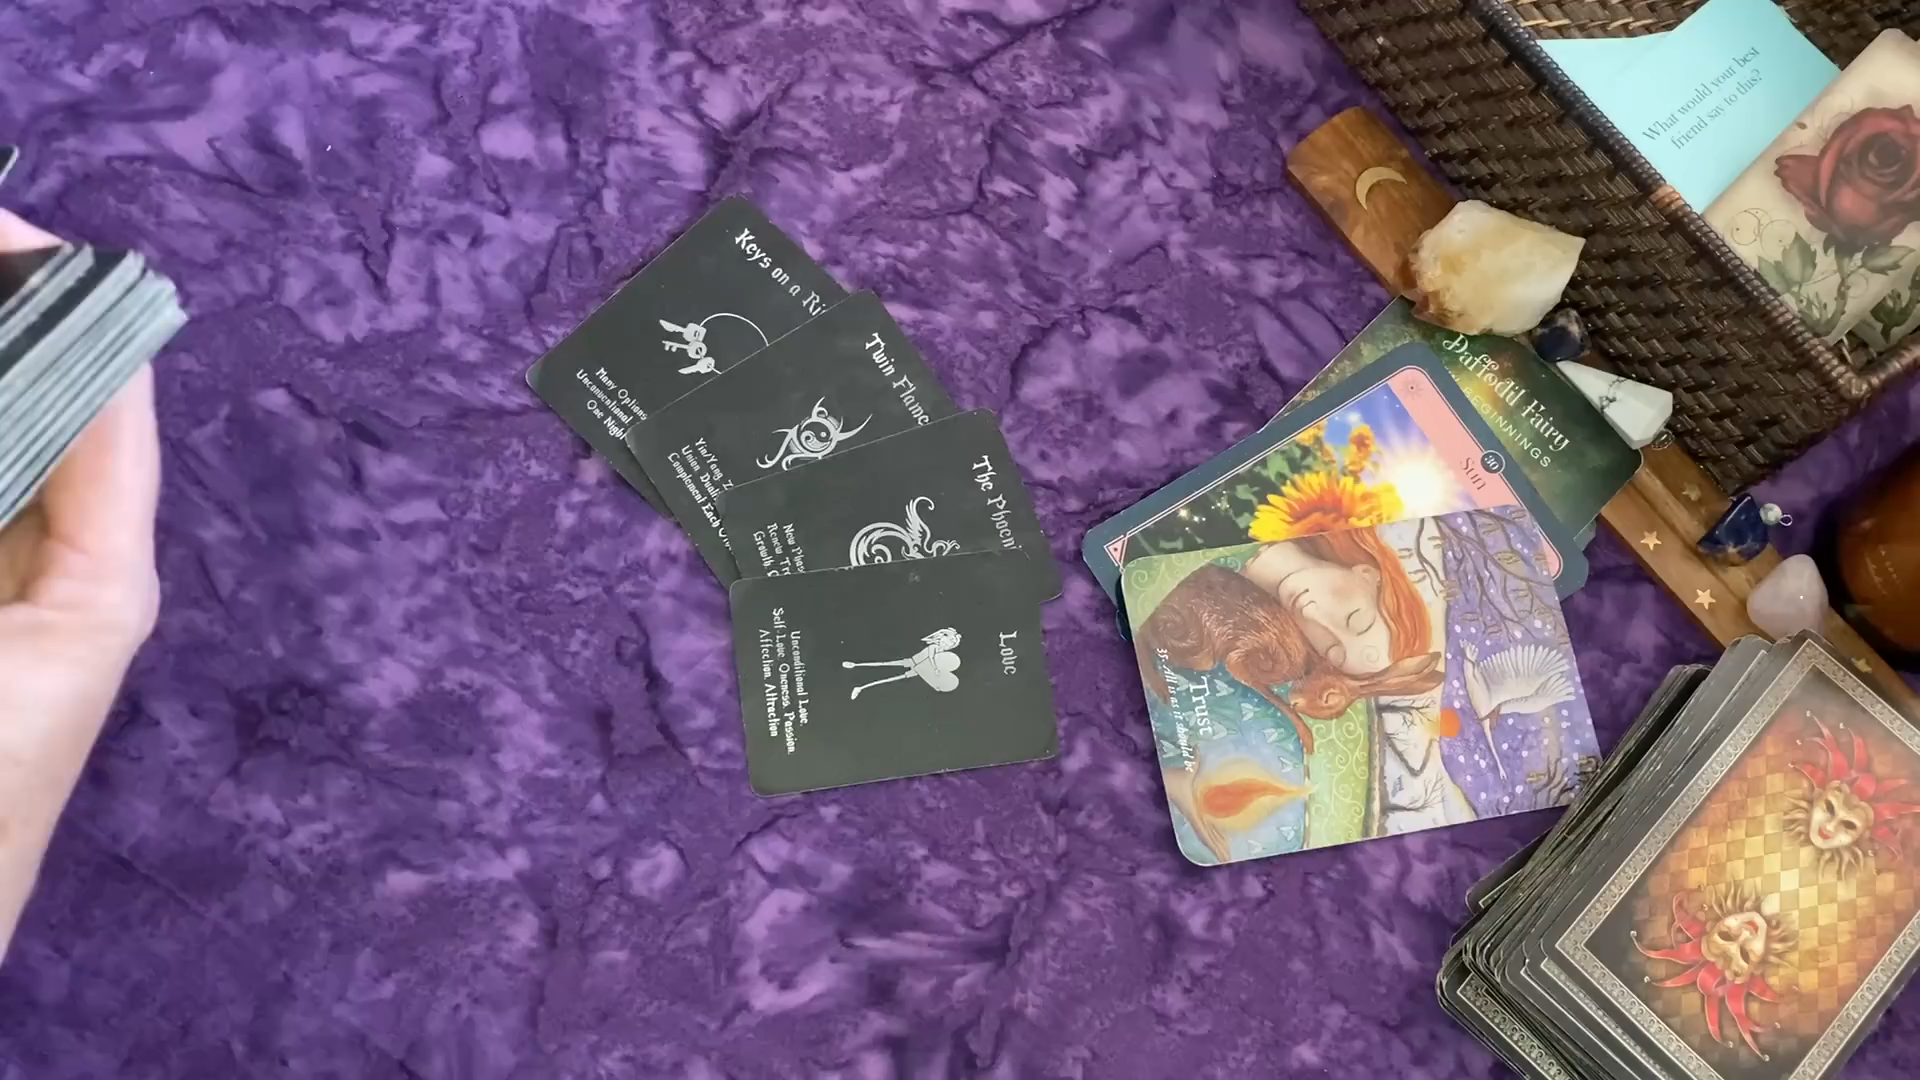 What would your best
friend say to this?
Keys on a Ri
Many Options
Unconventional
One Night
Twin Flame
Yin/Yang
Union Duali
Complement Each
The Phoeni
New Phas
Renew Tr
Growth
Love
Unconditional Love,
Self-Love Oneness, Passion,
Affection, Attraction
Daffodil Fairy
BEGINNINGS
30
Sun
Trust
35. All is as it should be